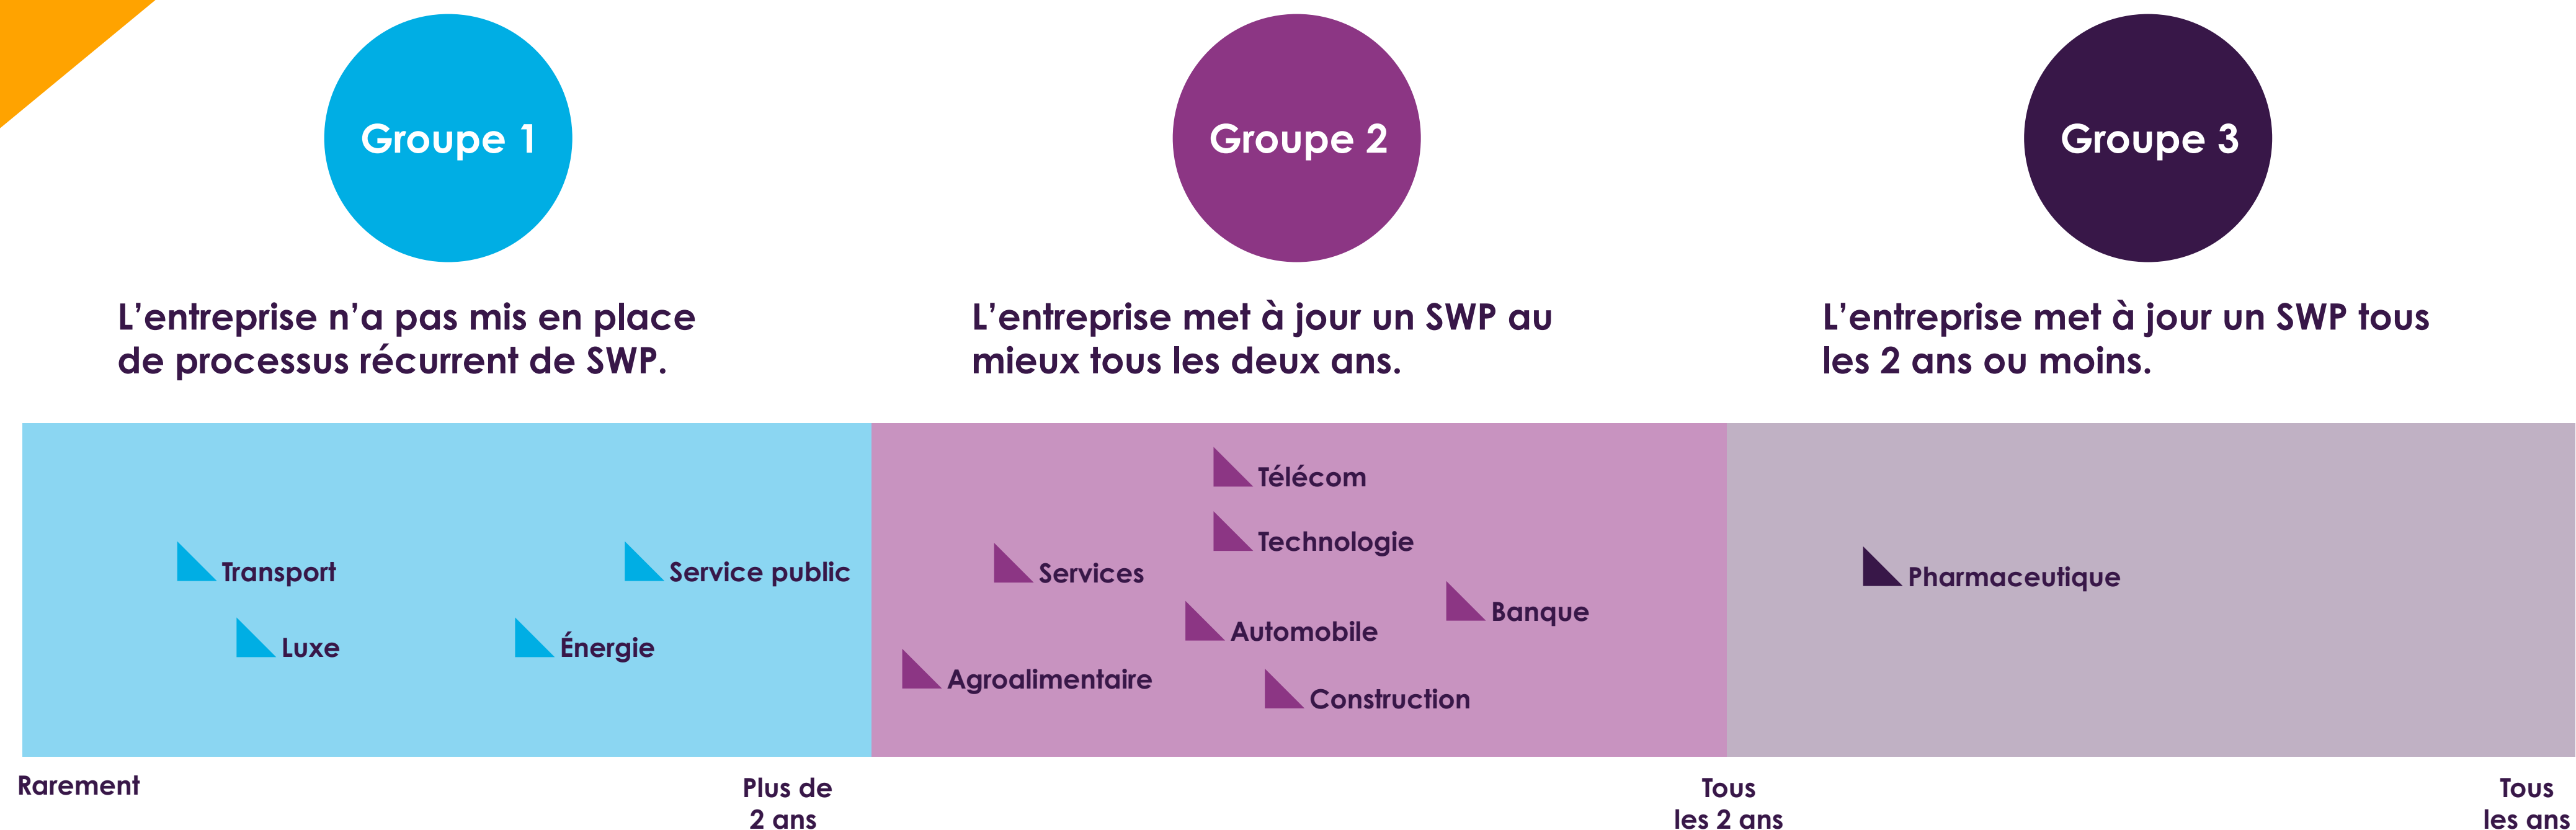 Groupe 1
Groupe 2
Groupe 3
L’entreprise n’a pas mis en place
de processus récurrent de SWP.
L’entreprise met à jour un SWP au
mieux tous les deux ans.
L’entreprise met à jour un SWP tous
les 2 ans ou moins.
Transport
Luxe
Service public
Énergie
Télécom
Technologie
Services
Banque
Automobile
Agroalimentaire
Construction
Pharmaceutique
Rarement
Plus de
2 ans
Tous
les 2 ans
Tous
les ans